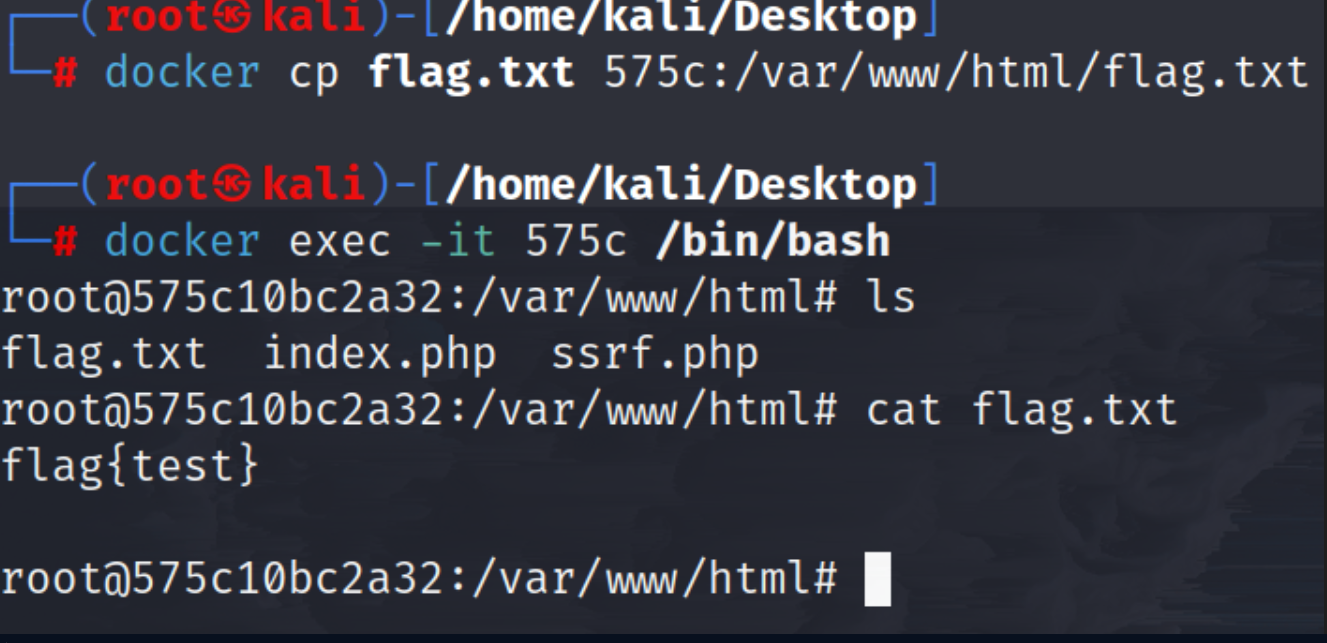 ┌──(root㉿kali)-[/home/kali/Desktop]
└─# docker cp flag.txt 575c:/var/www/html/flag.txt
┌──(root㉿kali)-[/home/kali/Desktop]
└─# docker exec -it 575c /bin/bash
root@575c10bc2a32:/var/www/html# ls
flag.txt  index.php  ssrf.php
root@575c10bc2a32:/var/www/html# cat flag.txt
flag{test}
root@575c10bc2a32:/var/www/html#